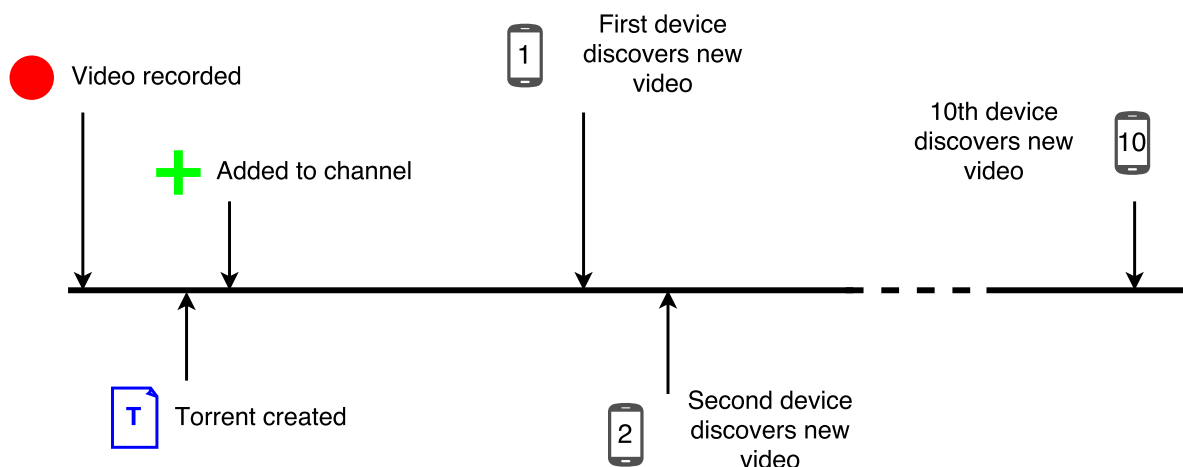 Video recorded
Added to channel
1
First device
discovers new
video
10th device
discovers new
video
10
T
Torrent created
2
Second device
discovers new
video